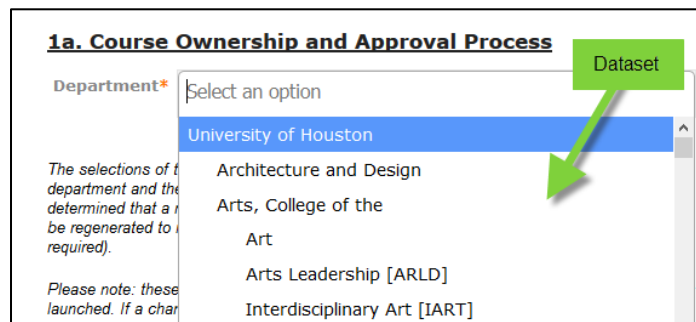 1a. Course Ownership and Approval Process
Dataset
Department*
Select an option
University of Houston
Architecture and Design
Arts, College of the
Art
Arts Leadership [ARLD]
Interdisciplinary Art [IART]
The selections of
department and the
determined that a
be regenerated to
required).
Please note: these
launched. If a